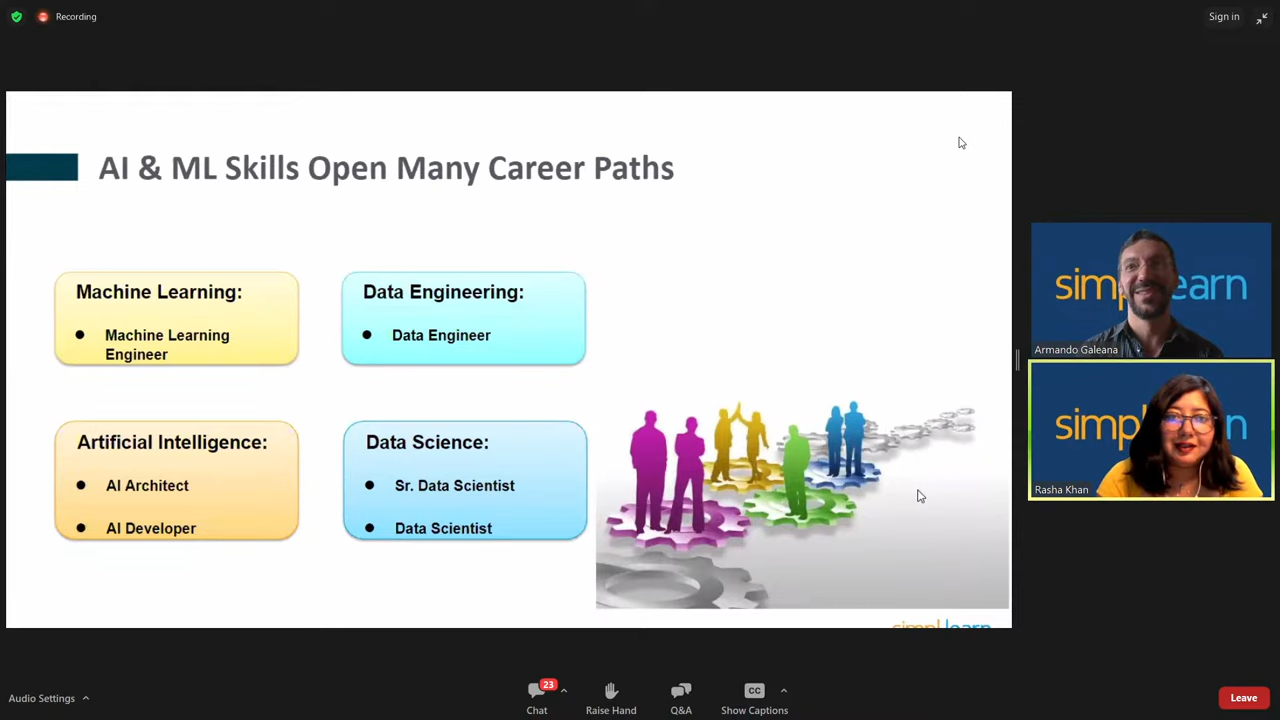 Recording
Sign in
AI & ML Skills Open Many Career Paths
Machine Learning:
● Machine Learning
Engineer
Data Engineering:
● Data Engineer
Artificial Intelligence:
● AI Architect
● AI Developer
Data Science:
● Sr. Data Scientist
● Data Scientist
simplilearn
simplilearn
Armando Galeana
simplilearn
Rasha Khan
Audio Settings
23
Chat
Raise Hand
Q&A
CC
Show Captions
Leave